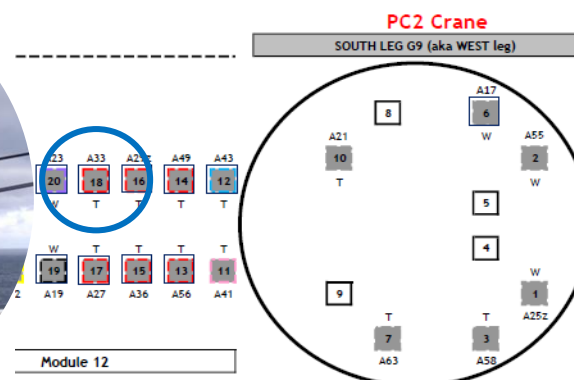 PC2 Crane
SOUTH LEG G9 (aka WEST leg)
A17
8
6
A23 A33 A49 A43
A21
W
A55
20 18 16 14 12
10
2
W T T T T
T
W
5
4
W T T T T
W
19 17 15 13 11
9
1
2 A19 A27 A36 A56 A41
T
T
A25z
7
3
Module 12
A63
A58